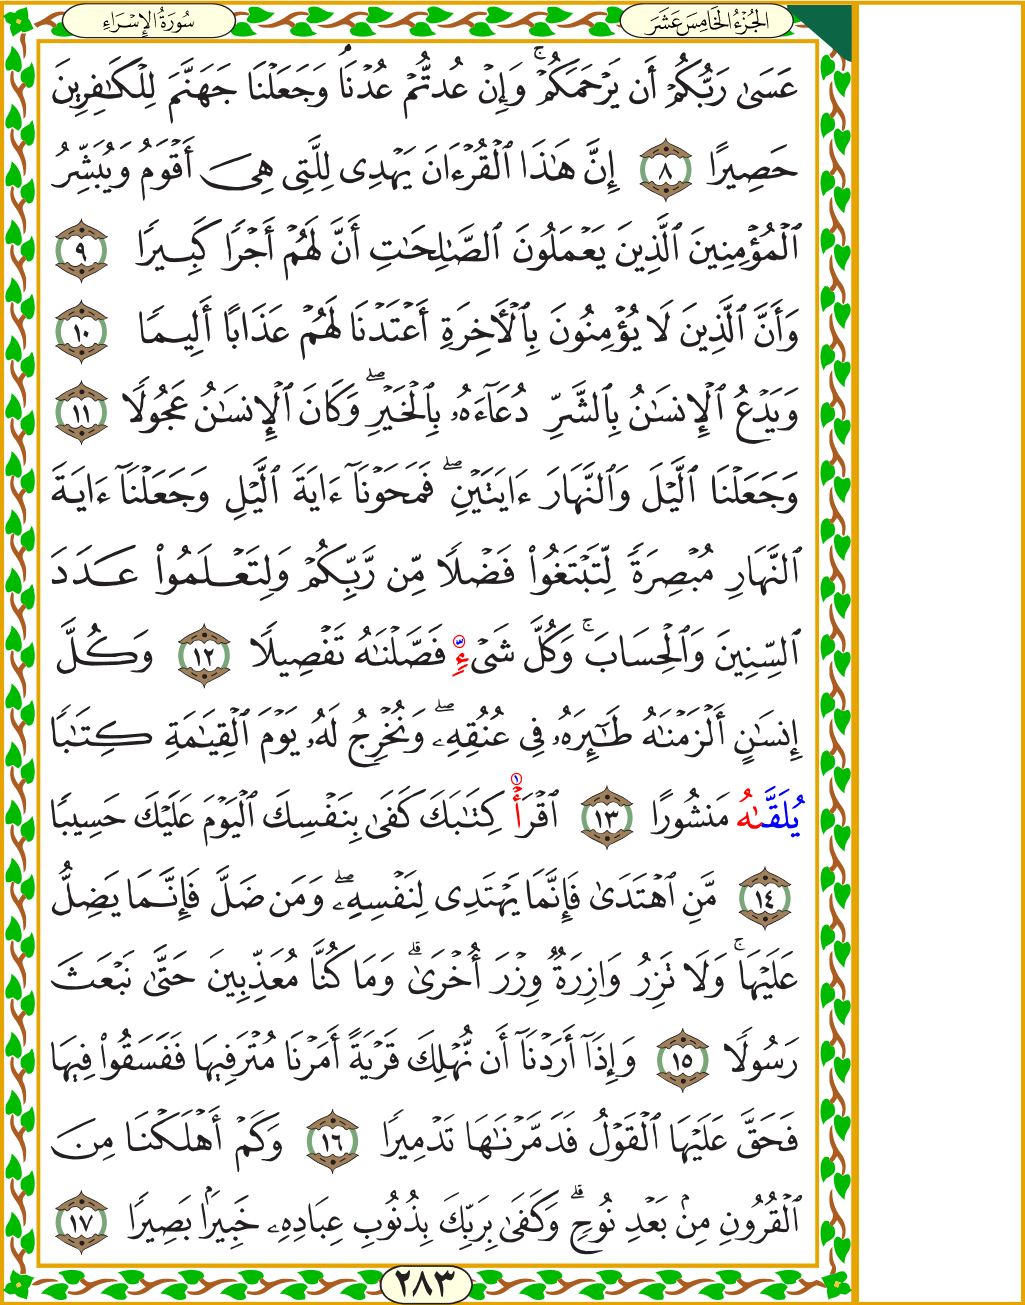 الجُزْءُ الخَامِسَ عَشَرَ
سُورَةُ الإِسْرَاءِ
عَسَىٰ رَبُّكُمْ أَن يَرْحَمَكُمْۚ وَإِنْ عُدتُّمْ عُدْنَاۘ وَجَعَلْنَا جَهَنَّمَ لِلْكَٰفِرِينَ
حَصِيرًا ٨ إِنَّ هَٰذَا ٱلْقُرْءَانَ يَهْدِى لِلَّتِى هِىَ أَقْوَمُ وَيُبَشِّرُ
ٱلْمُؤْمِنِينَ ٱلَّذِينَ يَعْمَلُونَ ٱلصَّٰلِحَٰتِ أَنَّ لَهُمْ أَجْرًا كَبِيرًا ٩
وَأَنَّ ٱلَّذِينَ لَا يُؤْمِنُونَ بِٱلْأَخِرَةِ أَعْتَدْنَا لَهُمْ عَذَابًا أَلِيمًا ١٠
وَيَدْعُ ٱلْإِنسَٰنُ بِٱلشَّرِّ دُعَآءَهُۥ بِٱلْخَيْرِۖ وَكَانَ ٱلْإِنسَٰنُ عَجُولًا ١١
وَجَعَلْنَا ٱلَّيْلَ وَٱلنَّهَارَ ءَايَتَيْنِۖ فَمَحَوْنَآ ءَايَةَ ٱلَّيْلِ وَجَعَلْنَآ ءَايَةَ
ٱلنَّهَارِ مُبْصِرَةً لِّتَبْتَغُوا۟ فَضْلًا مِّن رَّبِّكُمْ وَلِتَعْلَمُوا۟ عَدَدَ
ٱلسِّنِينَ وَٱلْحِسَابَۚ وَكُلَّ شَىْءٍ فَصَّلْنَٰهُ تَفْصِيلًا ١٢ وَكُلَّ
إِنسَٰنٍ أَلْزَمْنَٰهُ طَٰٓئِرَهُۥ فِى عُنُقِهِۦۖ وَنُخْرِجُ لَهُۥ يَوْمَ ٱلْقِيَٰمَةِ كِتَٰبًا
يُلَقَّىٰهُ مَنشُورًا ١٣ ٱقْرَأْ كِتَٰبَكَ كَفَىٰ بِنَفْسِكَ ٱلْيَوْمَ عَلَيْكَ حَسِيبًا
١٤ مَّنِ ٱهْتَدَىٰ فَإِنَّمَا يَهْتَدِى لِنَفْسِهِۦۖ وَمَن ضَلَّ فَإِنَّمَا يَضِلُّ
عَلَيْهَاۚ وَلَا تَزِرُ وَازِرَةٌ وِزْرَ أُخْرَىٰۗ وَمَا كُنَّا مُعَذِّبِينَ حَتَّىٰ نَبْعَثَ
رَسُولًا ١٥ وَإِذَآ أَرَدْنَآ أَن نُّهْلِكَ قَرْيَةً أَمَرْنَا مُتْرَفِيهَا فَفَسَقُوا۟ فِيهَا
فَحَقَّ عَلَيْهَا ٱلْقَوْلُ فَدَمَّرْنَٰهَا تَدْمِيرًا ١٦ وَكَمْ أَهْلَكْنَا مِنَ
ٱلْقُرُونِ مِنۢ بَعْدِ نُوحٍۗ وَكَفَىٰ بِرَبِّكَ بِذُنُوبِ عِبَادِهِۦ خَبِيرَۢا بَصِيرًا ١٧
٢٨٣